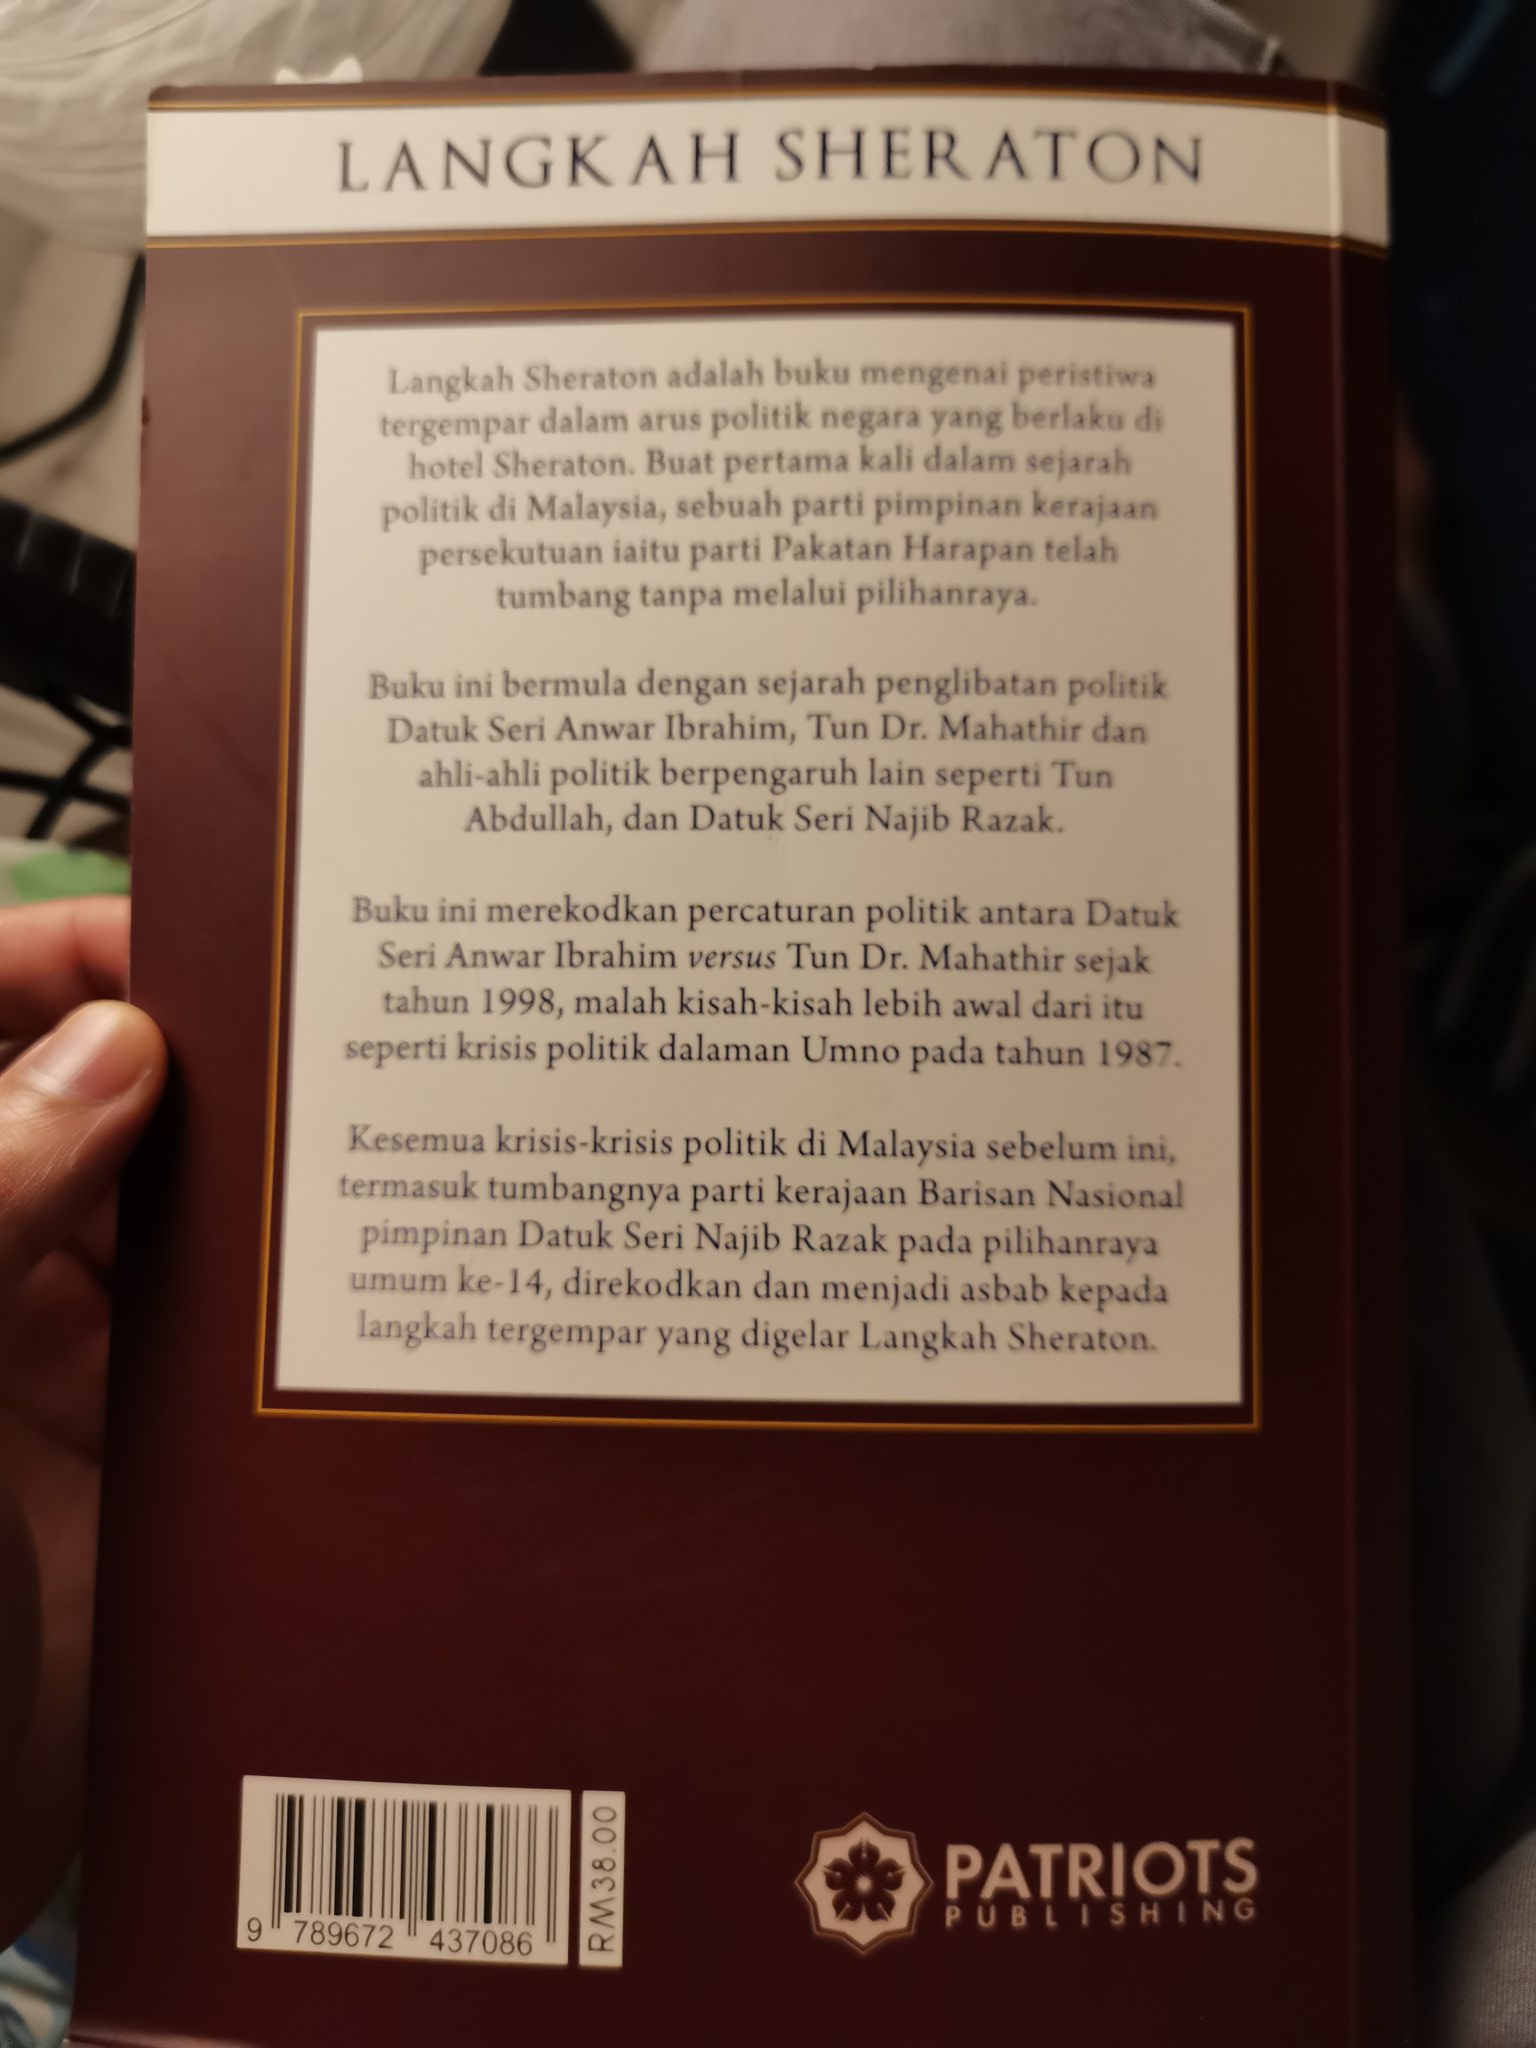 LANGKAH SHERATON
Langkah Sheraton adalah buku mengenai peristiwa
tergempar dalam arus politik negara yang berlaku di
hotel Sheraton. Buat pertama kali dalam sejarah
politik di Malaysia, sebuah parti pimpinan kerajaan
persekutuan iaitu parti Pakatan Harapan telah
tumbang tanpa melalui pilihanraya.
Buku ini bermula dengan sejarah penglibatan politik
Datuk Seri Anwar Ibrahim, Tun Dr. Mahathir dan
ahli-ahli politik berpengaruh lain seperti Tun
Abdullah, dan Datuk Seri Najib Razak.
Buku ini merekodkan percaturan politik antara Datuk
Seri Anwar Ibrahim versus Tun Dr. Mahathir sejak
tahun 1998, malah kisah-kisah lebih awal dari itu
seperti krisis politik dalaman Umno pada tahun 1987.
Kesemua krisis-krisis politik di Malaysia sebelum ini,
termasuk tumbangnya parti kerajaan Barisan Nasional
pimpinan Datuk Seri Najib Razak pada pilihanraya
umum ke-14, direkodkan dan menjadi asbab kepada
langkah tergempar yang digelar Langkah Sheraton.
9 789672 437086
RM38.00
PATRIOTS
PUBLISHING